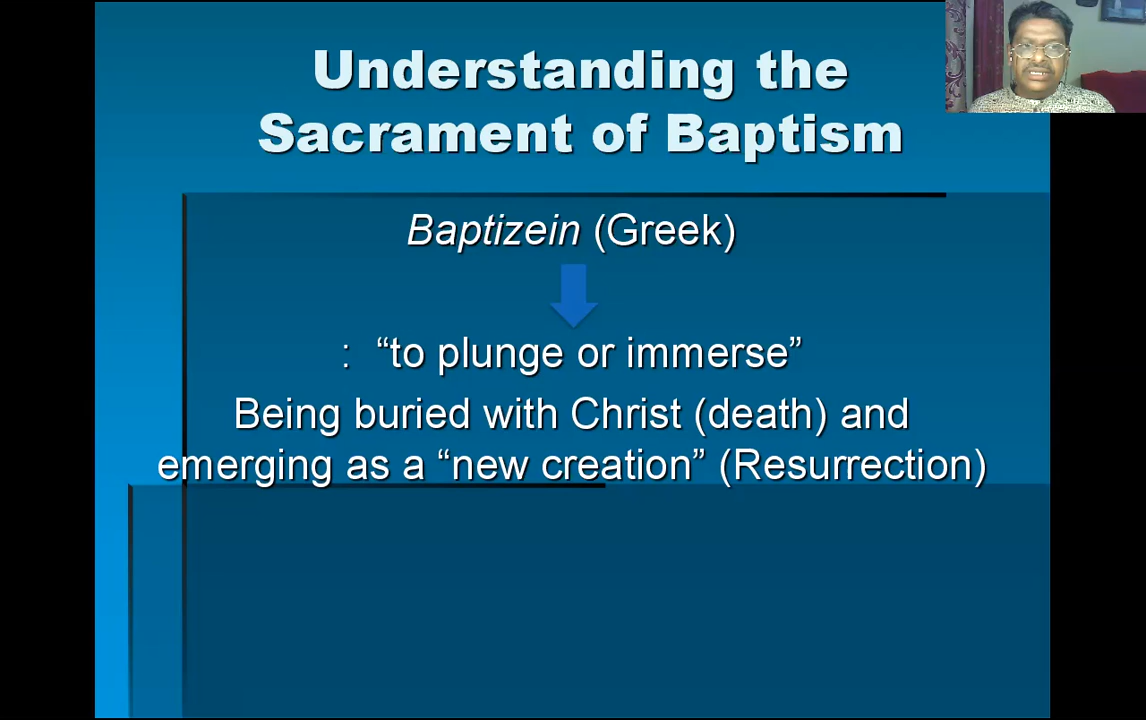 Understanding the
Sacrament of Baptism
Baptizein (Greek)
: “to plunge or immerse”
Being buried with Christ (death) and
emerging as a “new creation” (Resurrection)